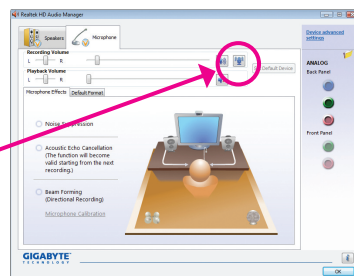 Realtek HD Audio Manager
Speakers
Microphone
Device advanced
settings
Recording Volume
L
R
Default Device
ANALOG
Back Panel
Playback Volume
L
R
Microphone Effects
Default Format
Noise Suppression
Acoustic Echo Cancellation
(The function will become
valid starting from the next
recording.)
Front Panel
Beam Forming
(Directional Recording)
Microphone Calibration
GIGABYTE
TECHNOLOGY
OK